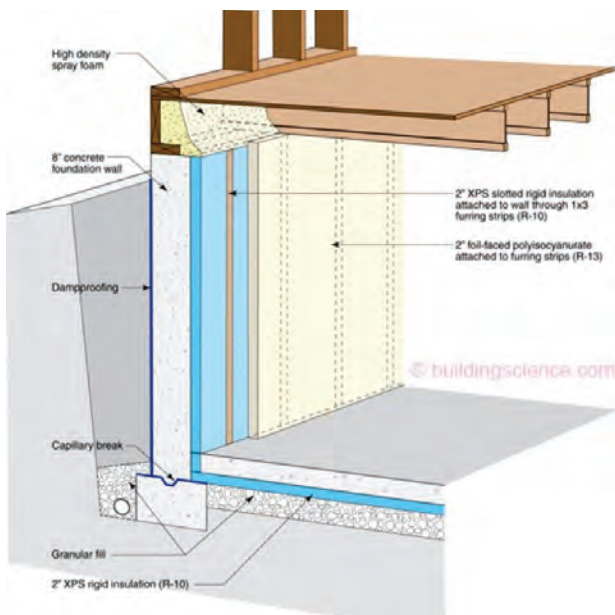 High density
spray foam
8" concrete
foundation wall
2" XPS slotted rigid insulation
attached to wall through 1x3
furring strips (R-10)
2" foil-faced polyisocyanurate
attached to furring strips (R-13)
Dampproofing
© buildingscience.com
Capillary break
Granular fill
2" XPS rigid insulation (R-10)